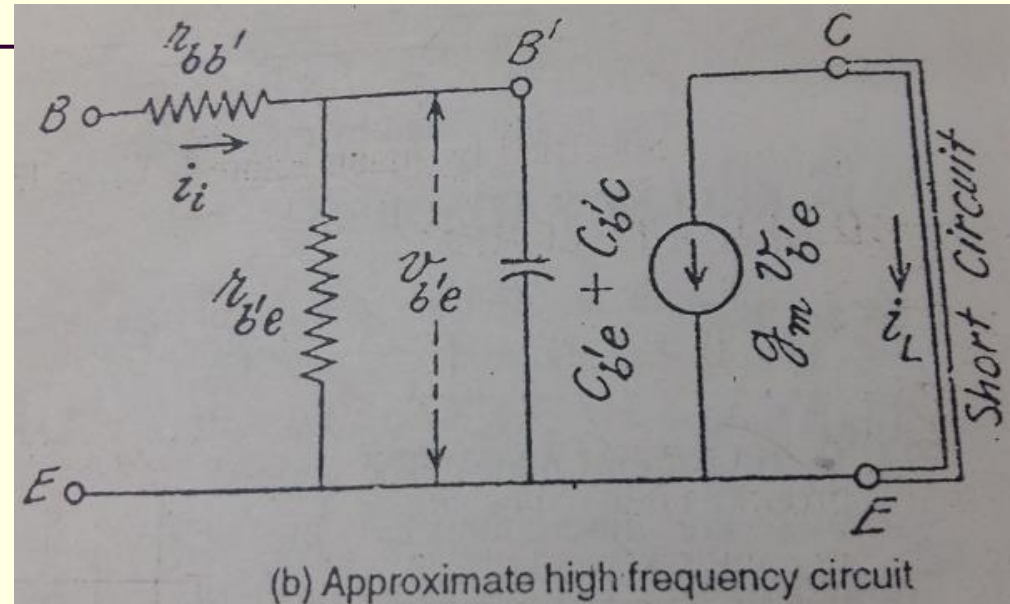 r_bb'
B
i_i
B'
C
r_b'e
v_b'e
C_b'e + C_b'c
g_m v_b'e
i_L
Short Circuit
E
E
(b) Approximate high frequency circuit